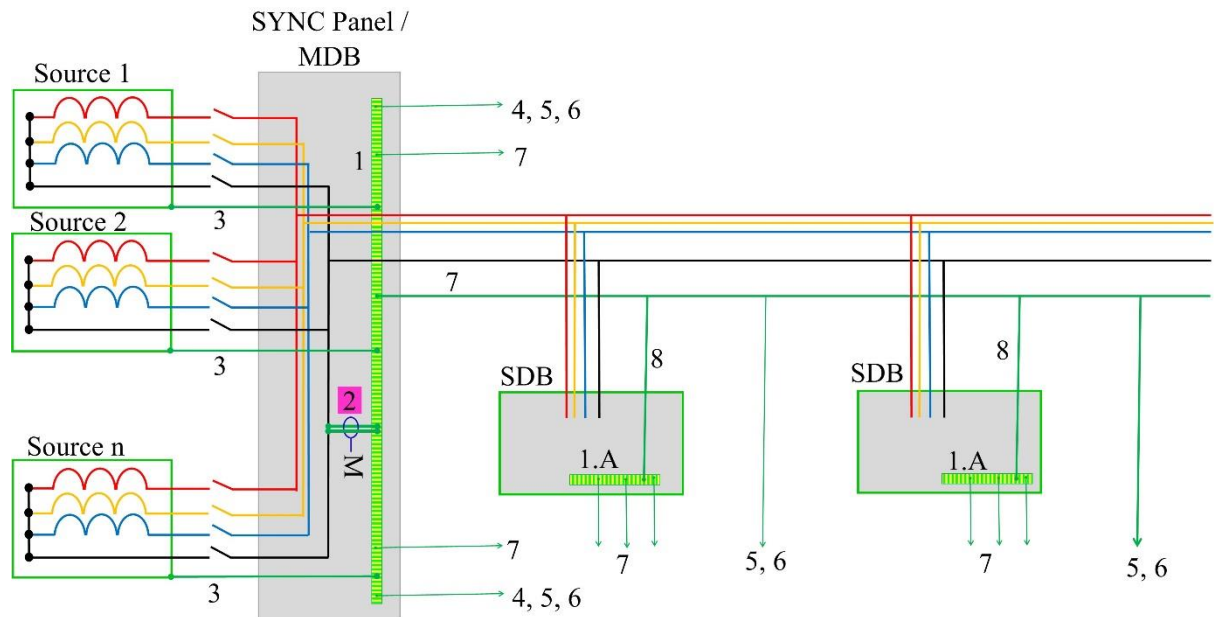 SYNC Panel /
MDB
Source 1
4, 5, 6
1
7
3
Source 2
7
3
8
8
SDB
SDB
2
M
Source n
1.A
1.A
7
7
5, 6
7
5, 6
3
4, 5, 6